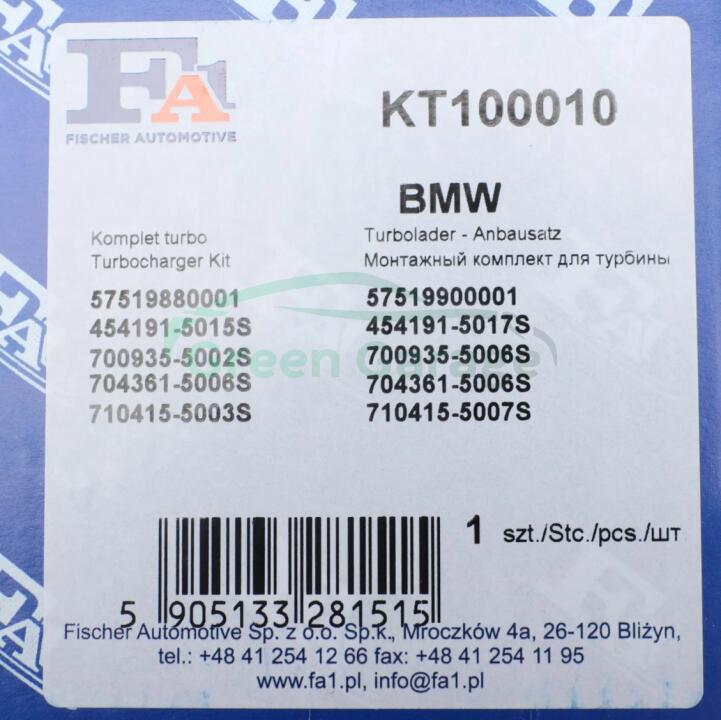 FA1
FISCHER AUTOMOTIVE
KT100010
BMW
Komplet turbo
Turbocharger Kit
Turbolader - Anbausatz
Монтажный комплект для турбины
57519880001 57519900001
454191-5015S 454191-5017S
700935-5002S 700935-5006S
704361-5006S 704361-5006S
710415-5003S 710415-5007S
Green Garage
1 szt./Stc./pcs./шт
5 905133 281515
Fischer Automotive Sp. z o.o. Sp.k., Mroczków 4a, 26-120 Bliżyn,
tel.: +48 41 254 12 66 fax: +48 41 254 11 95
www.fa1.pl, info@fa1.pl